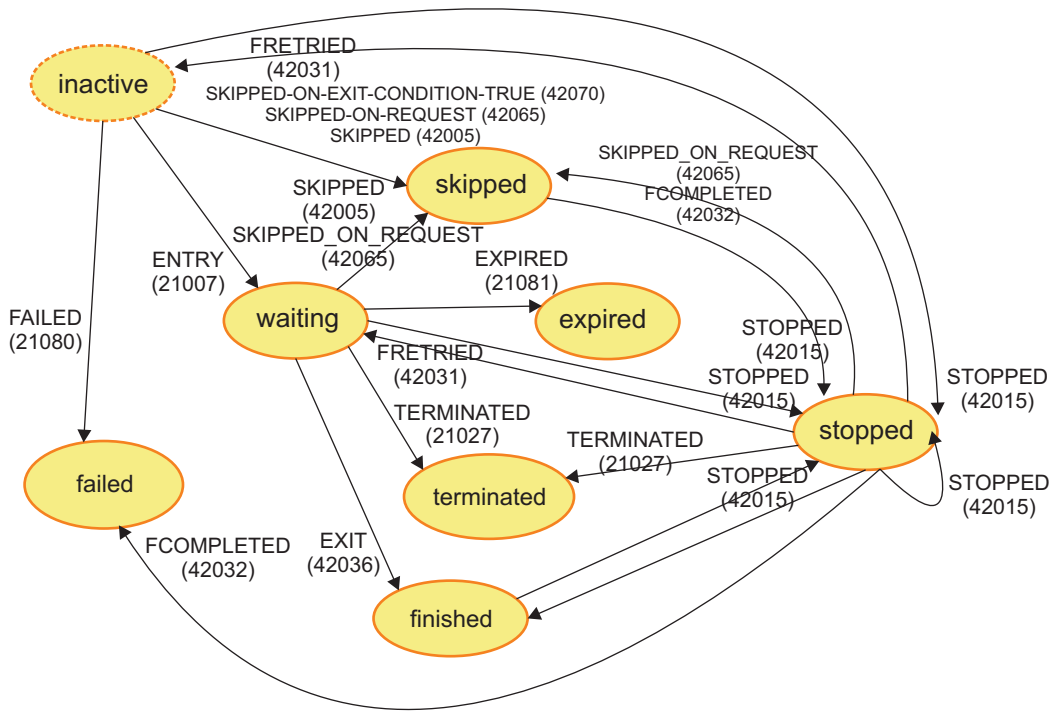 FRETRIED
(42031)
inactive
SKIPPED-ON-EXIT-CONDITION-TRUE (42070)
SKIPPED-ON-REQUEST (42065)
SKIPPED (42005)
SKIPPED_ON_REQUEST
(42065)
FCOMPLETED
(42032)
skipped
SKIPPED
(42005)
SKIPPED_ON_REQUEST
(42065)
ENTRY
(21007)
EXPIRED
(21081)
waiting
expired
FAILED
(21080)
STOPPED
(42015)
FRETRIED
(42031)
STOPPED
(42015)
STOPPED
(42015)
TERMINATED
(21027)
stopped
TERMINATED
(21027)
STOPPED
(42015)
STOPPED
(42015)
failed
terminated
FCOMPLETED
(42032)
EXIT
(42036)
finished